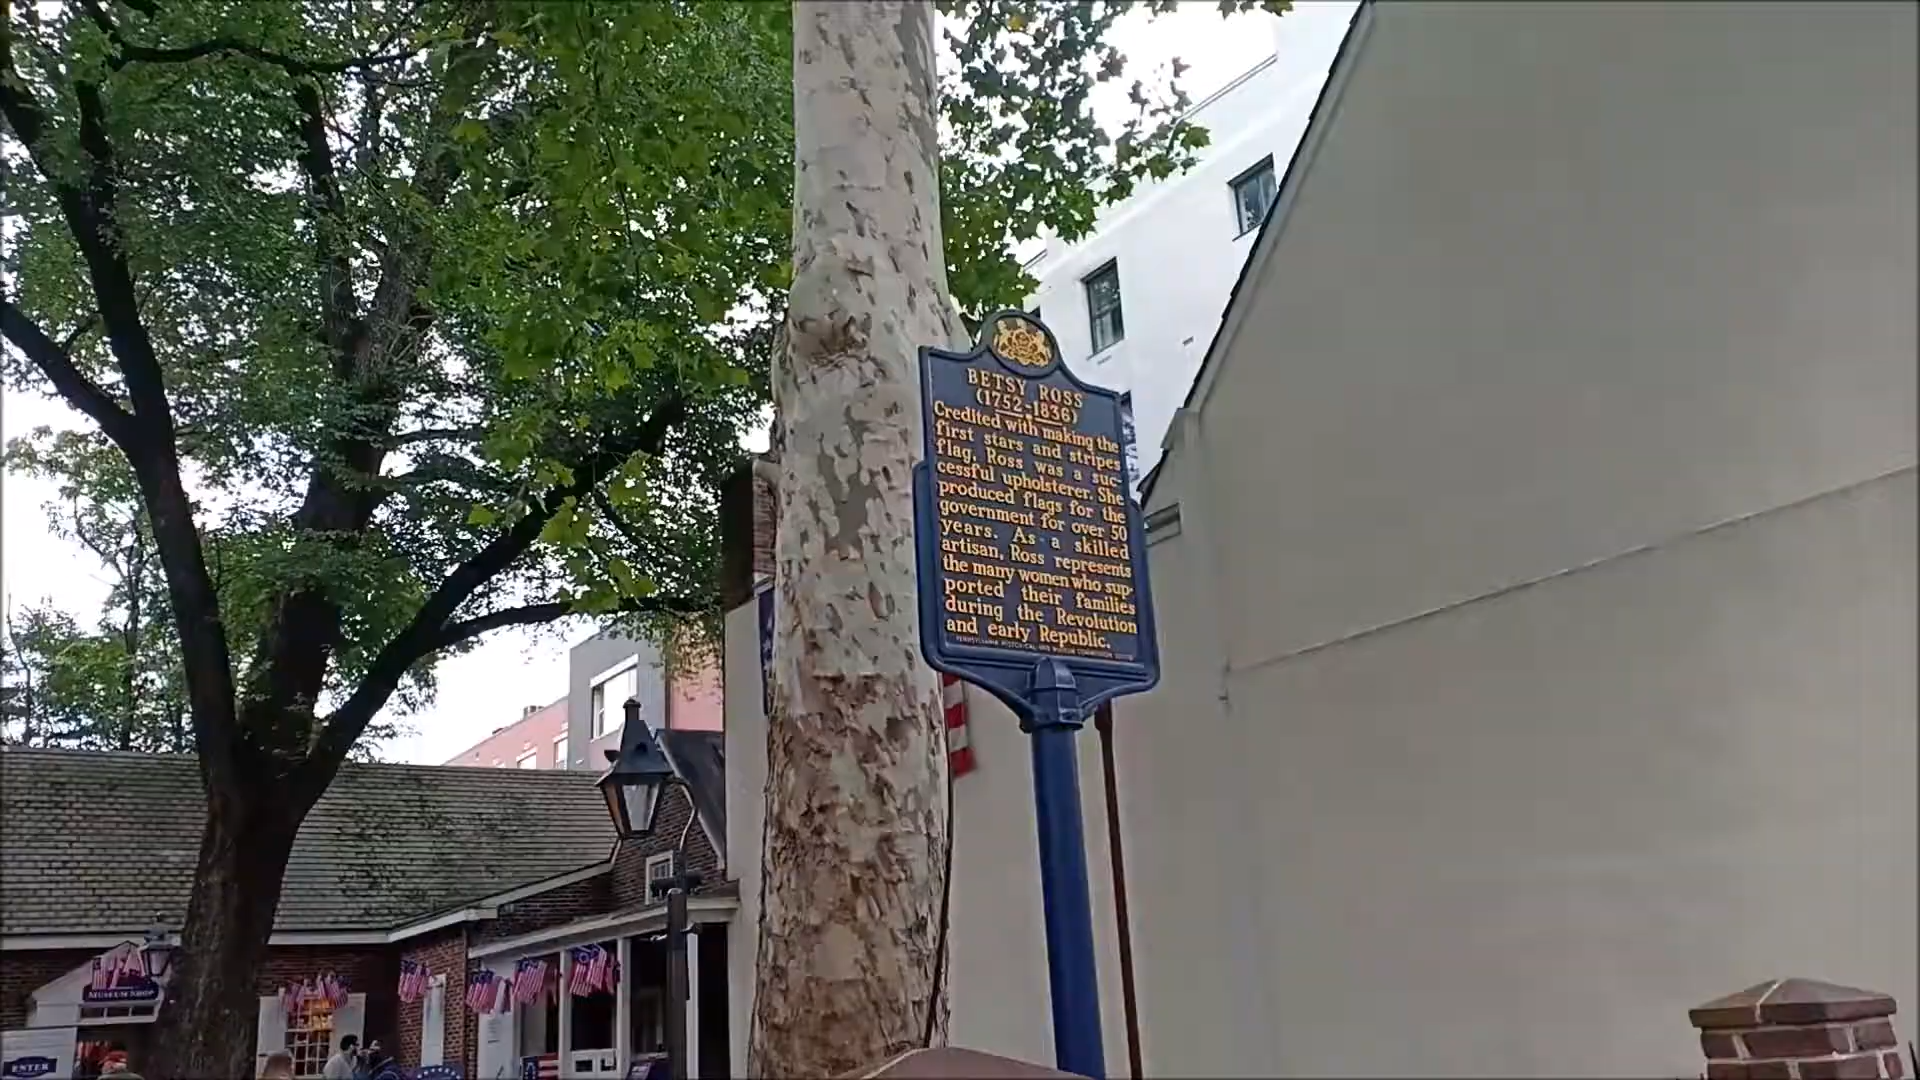 BETSY ROSS
(1752-1836)
Credited with making the
first stars and stripes
flag, Ross was a suc-
cessful upholsterer. She
produced flags for the
government for over 50
years. As a skilled
artisan, Ross represents
the many women who sup-
ported their families
during the Revolution
and early Republic.
PENNSYLVANIA HISTORICAL AND MUSEUM COMMISSION
MUSEUM SHOP
ENTER